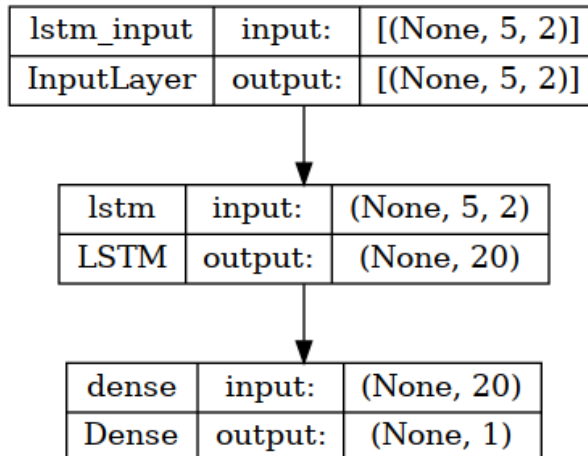 lstm_input input: [(None, 5, 2)]
InputLayer output: [(None, 5, 2)]
lstm input: (None, 5, 2)
LSTM output: (None, 20)
dense input: (None, 20)
Dense output: (None, 1)